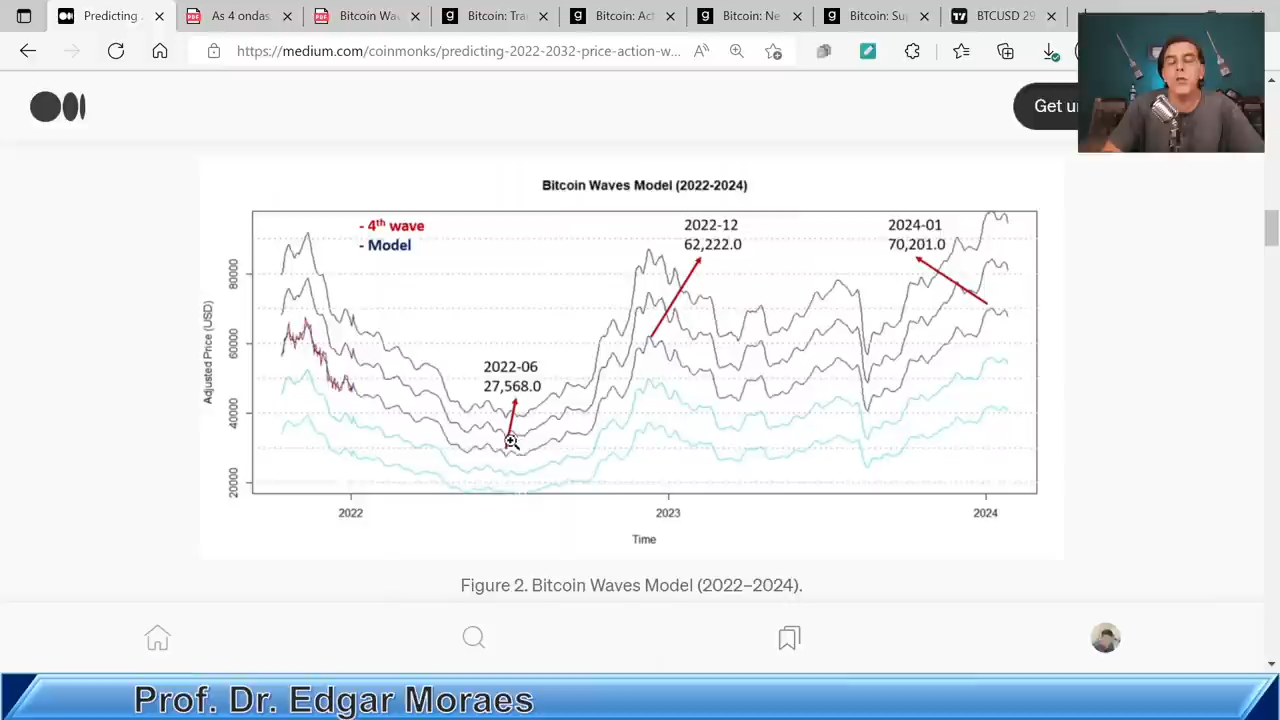 Predicting
As 4 ondas.
Bitcoin Wav
Bitcoin: Tra
Bitcoin: Act
Bitcoin: Ne
Bitcoin: Sup
BTCUSD 29
https://medium.com/coinmonks/predicting-2022-2032-price-action-w...
Get u
Bitcoin Waves Model (2022-2024)
- 4th wave
- Model
2022-12
62,222.0
2024-01
70,201.0
2022-06
27,568.0
Adjusted Price (USD)
80000
60000
40000
20000
2022
2023
2024
Time
Figure 2. Bitcoin Waves Model (2022–2024).
Prof. Dr. Edgar Moraes